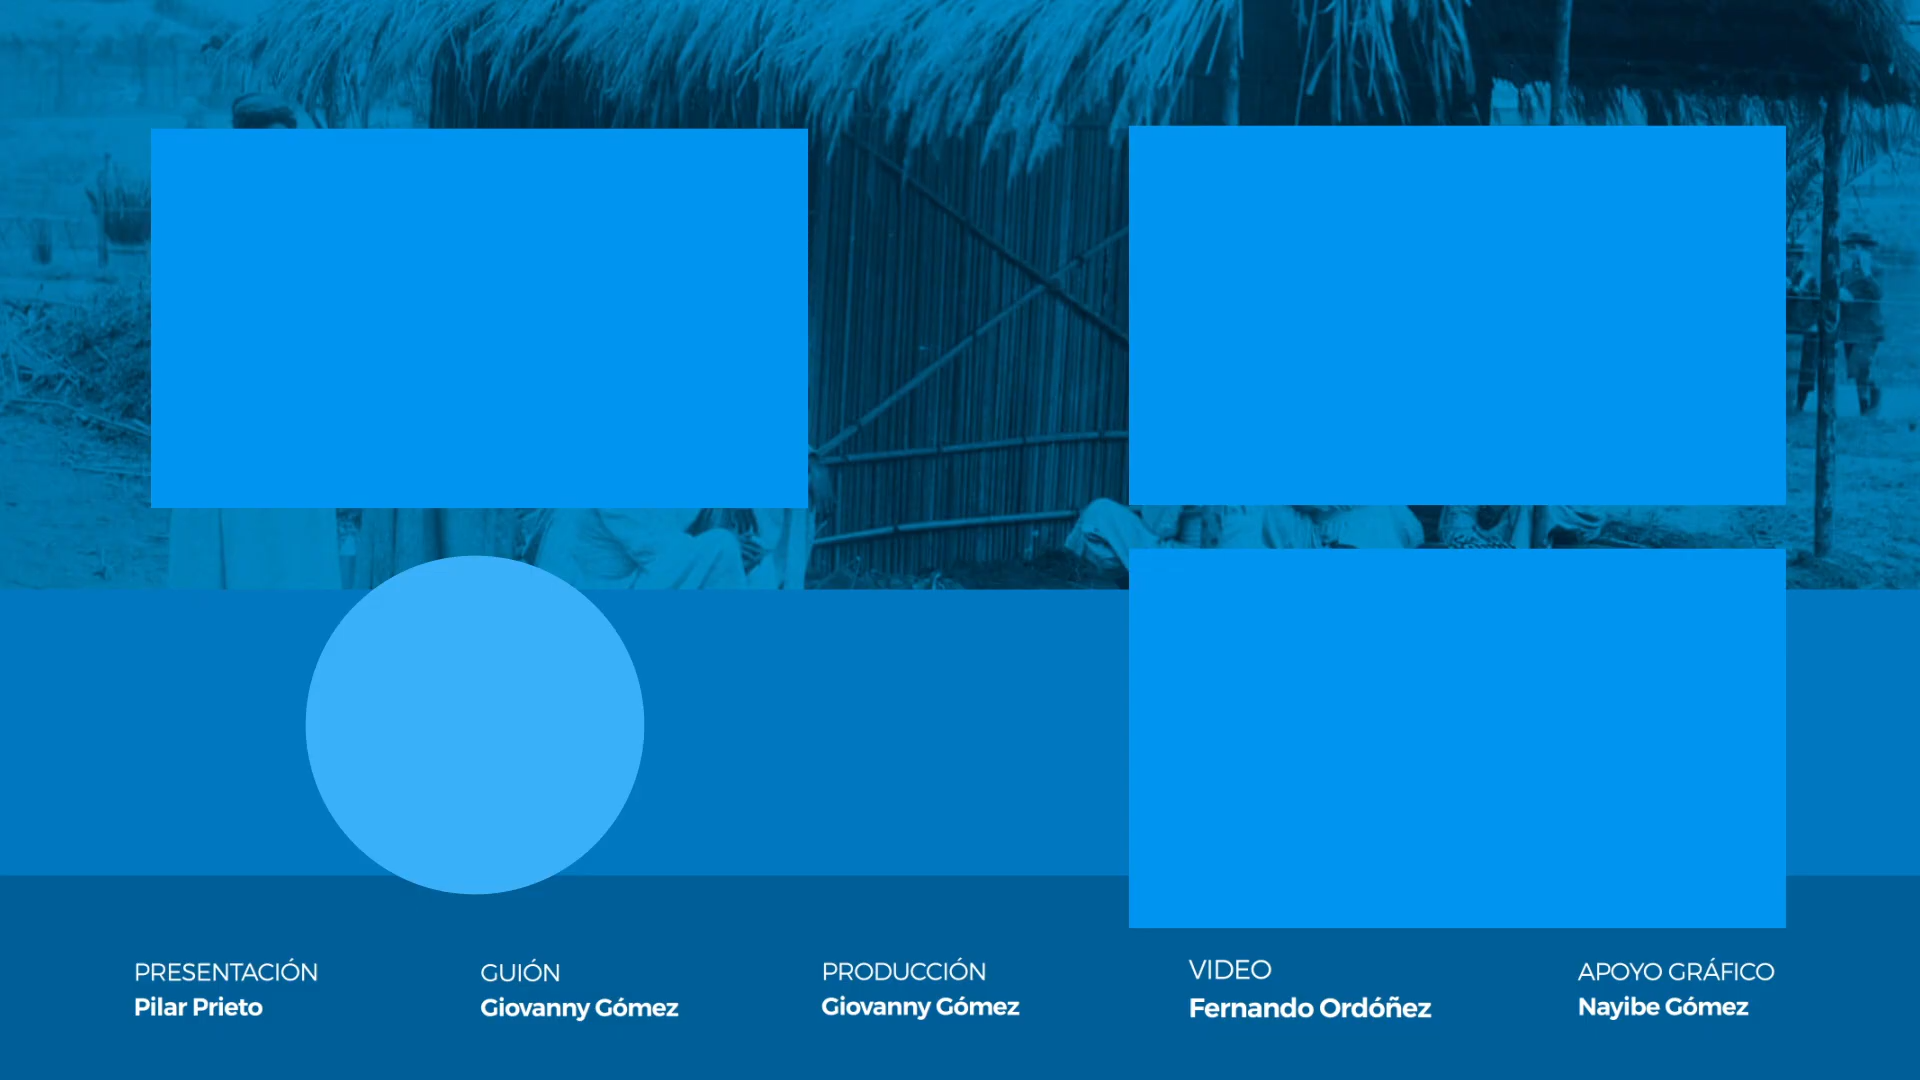 PRESENTACIÓN
Pilar Prieto
GUIÓN
Giovanny Gómez
PRODUCCIÓN
Giovanny Gómez
VIDEO
Fernando Ordóñez
APOYO GRÁFICO
Nayibe Gómez